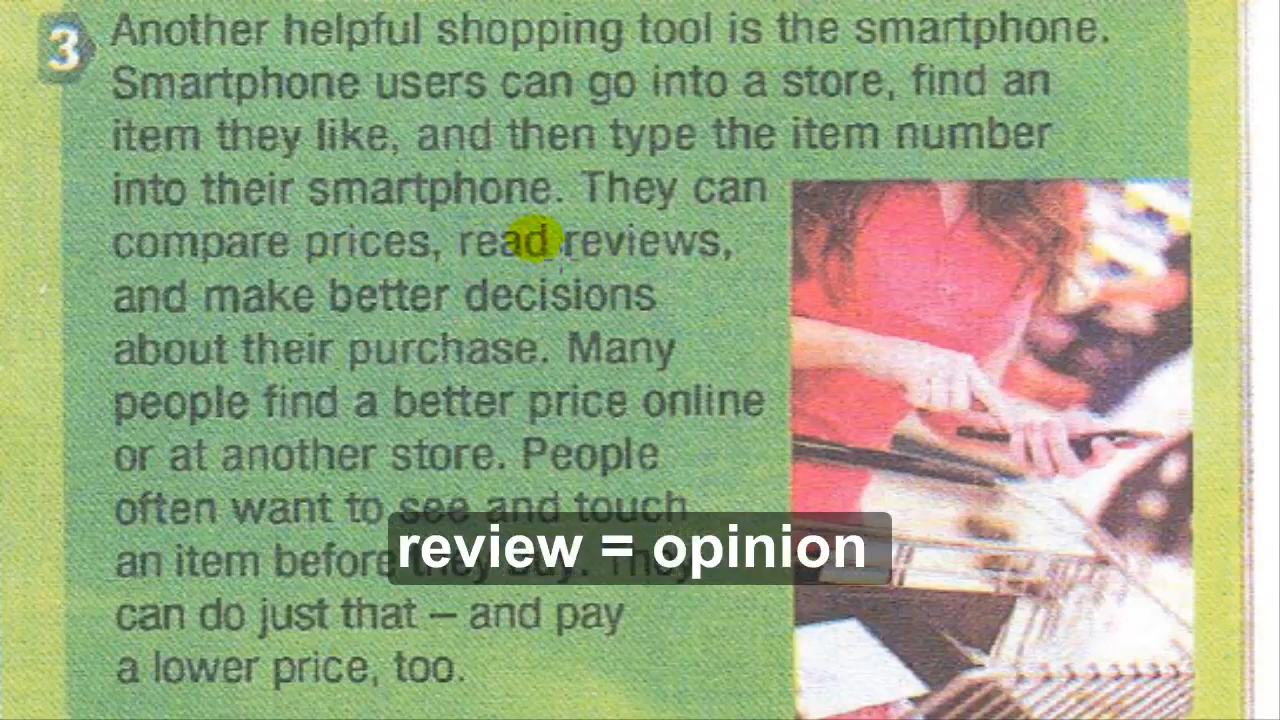 3
Another helpful shopping tool is the smartphone.
Smartphone users can go into a store, find an
item they like, and then type the item number
into their smartphone. They can
compare prices, read reviews,
and make better decisions
about their purchase. Many
people find a better price online
or at another store. People
often want to see and touch
an item before they buy. They
can do just that – and pay
a lower price, too.
review = opinion